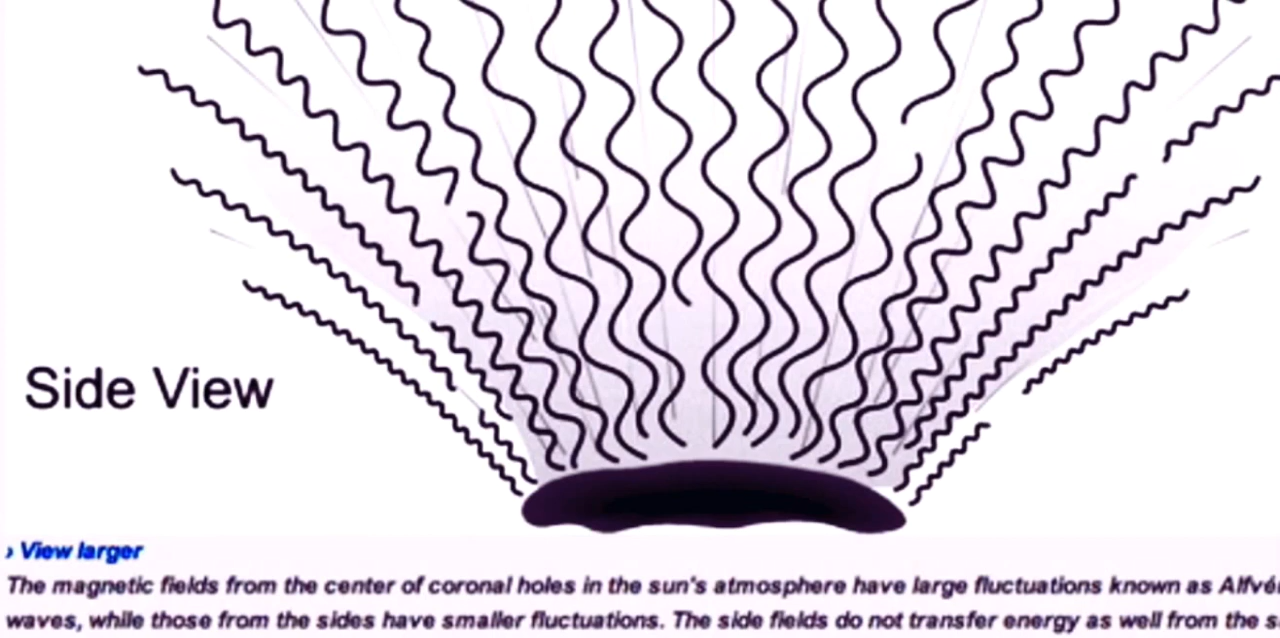 Side View
› View larger
The magnetic fields from the center of coronal holes in the sun's atmosphere have large fluctuations known as
waves, while those from the sides have smaller fluctuations. The side fields do not transfer energy as well from the